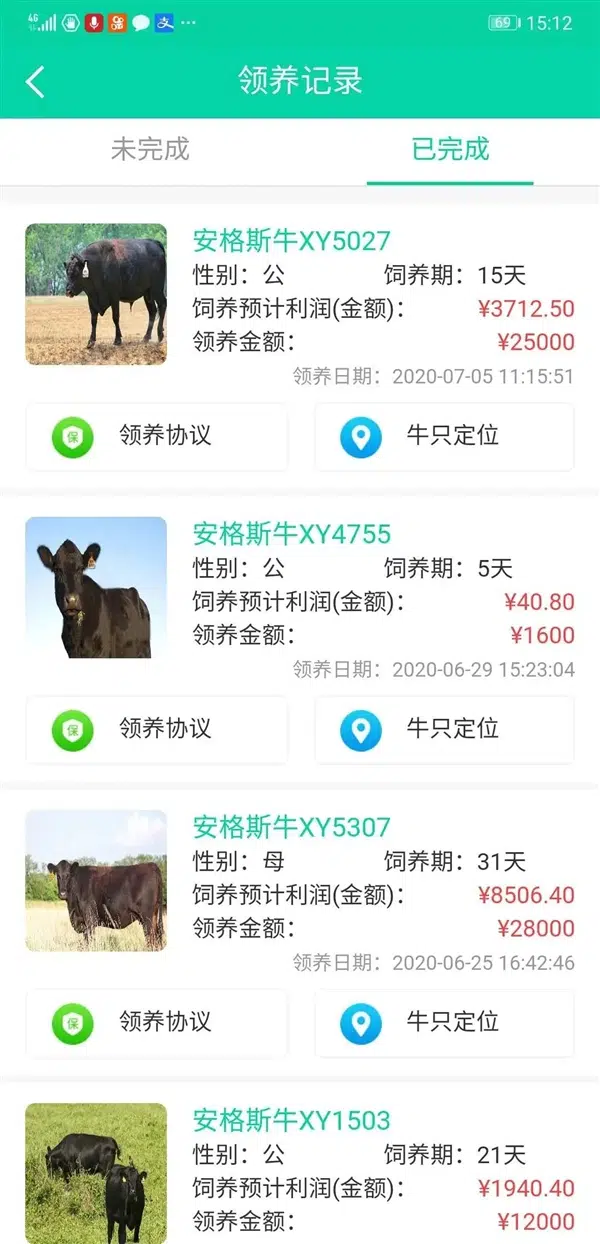 4G 69 15:12
领养记录
未完成 已完成
安格斯牛XY5027
性别：公 饲养期：15天
饲养预计利润(金额)： ¥3712.50
领养金额： ¥25000
领养日期：2020-07-05 11:15:51
保 领养协议 牛只定位
安格斯牛XY4755
性别：公 饲养期：5天
饲养预计利润(金额)： ¥40.80
领养金额： ¥1600
领养日期：2020-06-29 15:23:04
保 领养协议 牛只定位
安格斯牛XY5307
性别：母 饲养期：31天
饲养预计利润(金额)： ¥8506.40
领养金额： ¥28000
领养日期：2020-06-25 16:42:46
保 领养协议 牛只定位
安格斯牛XY1503
性别：公 饲养期：21天
饲养预计利润(金额)： ¥1940.40
领养金额： ¥12000